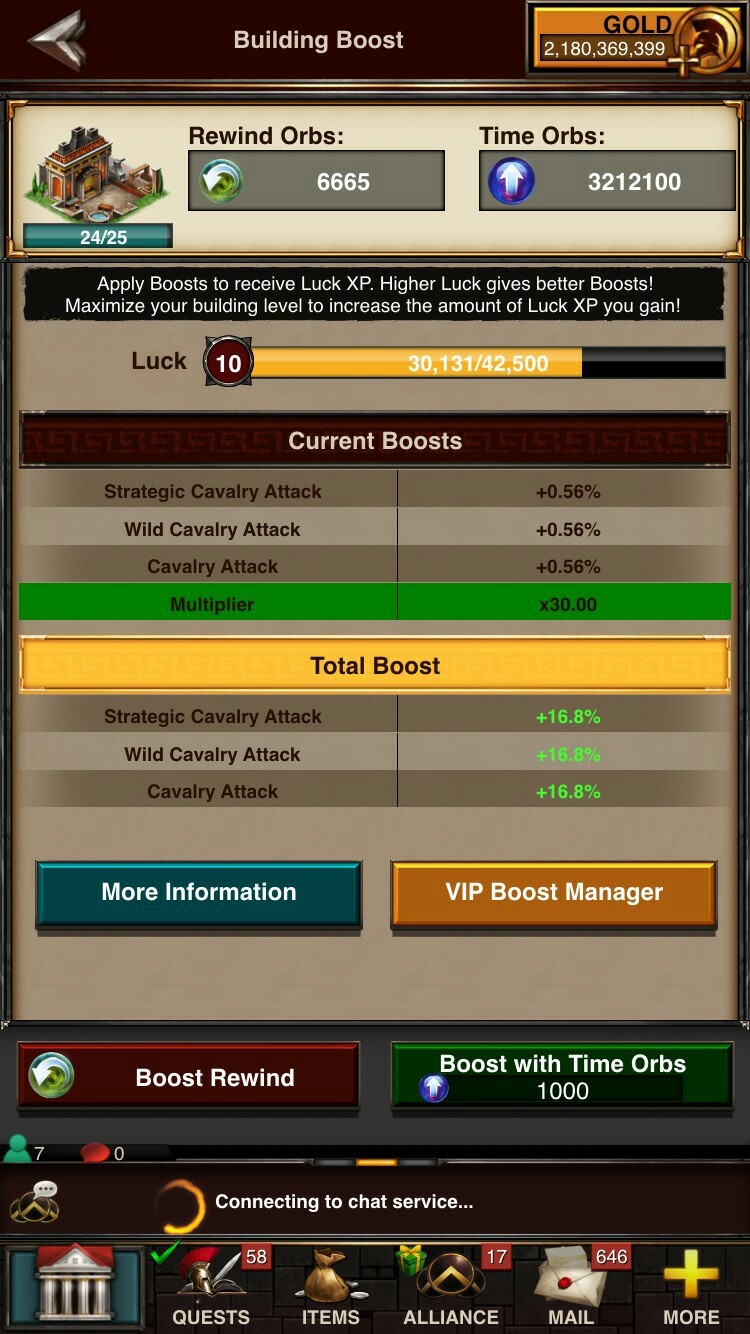 Building Boost
GOLD
2,180,369,399
Rewind Orbs:
Time Orbs:
6665
3212100
24/25
Apply Boosts to receive Luck XP. Higher Luck gives better Boosts!
Maximize your building level to increase the amount of Luck XP you gain!
Luck 10 30,131/42,500
Current Boosts
Strategic Cavalry Attack +0.56%
Wild Cavalry Attack +0.56%
Cavalry Attack +0.56%
Multiplier x30.00
Total Boost
Strategic Cavalry Attack +16.8%
Wild Cavalry Attack +16.8%
Cavalry Attack +16.8%
More Information
VIP Boost Manager
Boost Rewind
Boost with Time Orbs
1000
7 0
Connecting to chat service...
58 17 646
QUESTS ITEMS ALLIANCE MAIL MORE